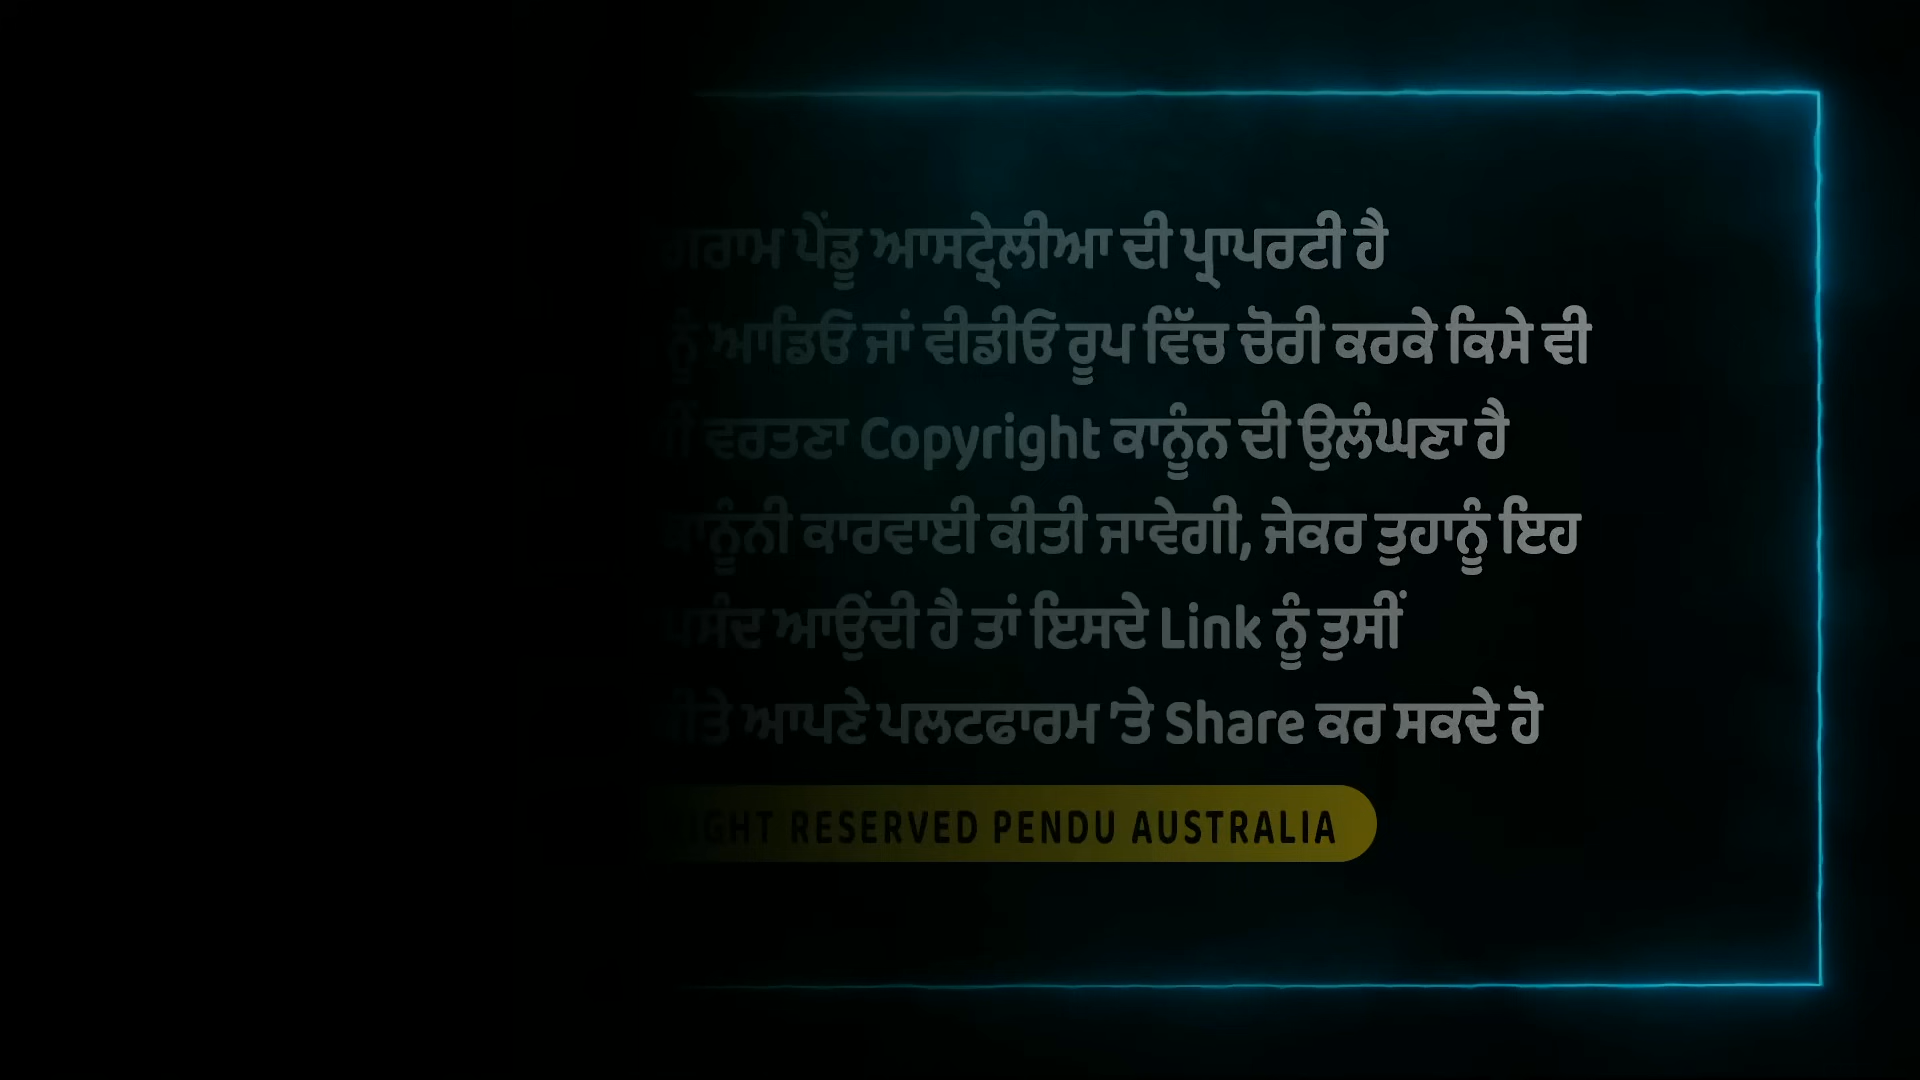 ਪੇਂਡੂ ਆਸਟ੍ਰੇਲੀਆ ਦੀ ਪ੍ਰਾਪਰਟੀ ਹੈ
ਨੂੰ ਆਡਿਓ ਜਾਂ ਵੀਡੀਓ ਰੂਪ ਵਿੱਚ ਚੋਰੀ ਕਰਕੇ ਕਿਸੇ ਵੀ
ਵਰਤਣਾ Copyright ਕਾਨੂੰਨ ਦੀ ਉਲੰਘਣਾ ਹੈ
ਕਾਨੂੰਨੀ ਕਾਰਵਾਈ ਕੀਤੀ ਜਾਵੇਗੀ, ਜੇਕਰ ਤੁਹਾਨੂੰ ਇਹ
ਪਸੰਦ ਆਉਂਦੀ ਹੈ ਤਾਂ ਇਸਦੇ Link ਨੂੰ ਤੁਸੀਂ
ਆਪਣੇ ਪਲਟਫਾਰਮ 'ਤੇ Share ਕਰ ਸਕਦੇ ਹੋ
RESERVED PENDU AUSTRALIA